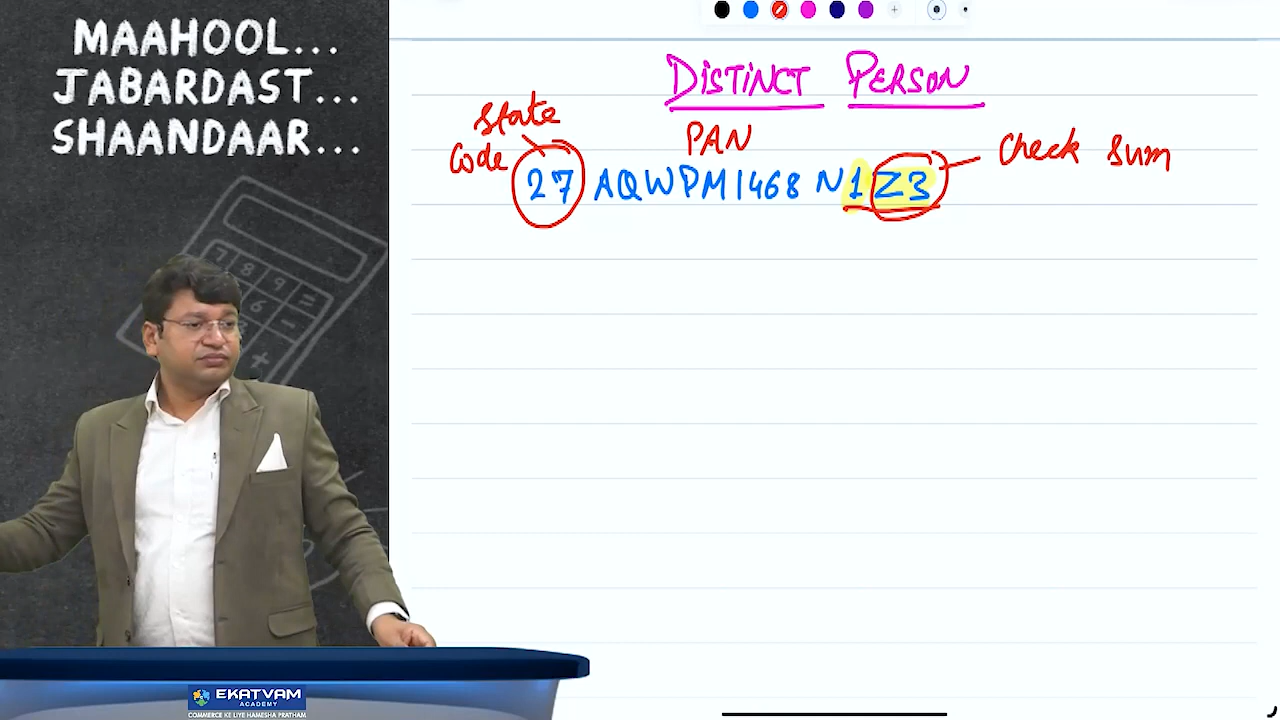 MAAHOOL...
JABARDAST...
SHAANDAAR...
DISTINCT PERSON
State Code
PAN
Check Sum
27 AQWPM1468 N1Z3
EKATVAM
ACADEMY
COMMERCE KE LIYE HAMESHA PRATHAM